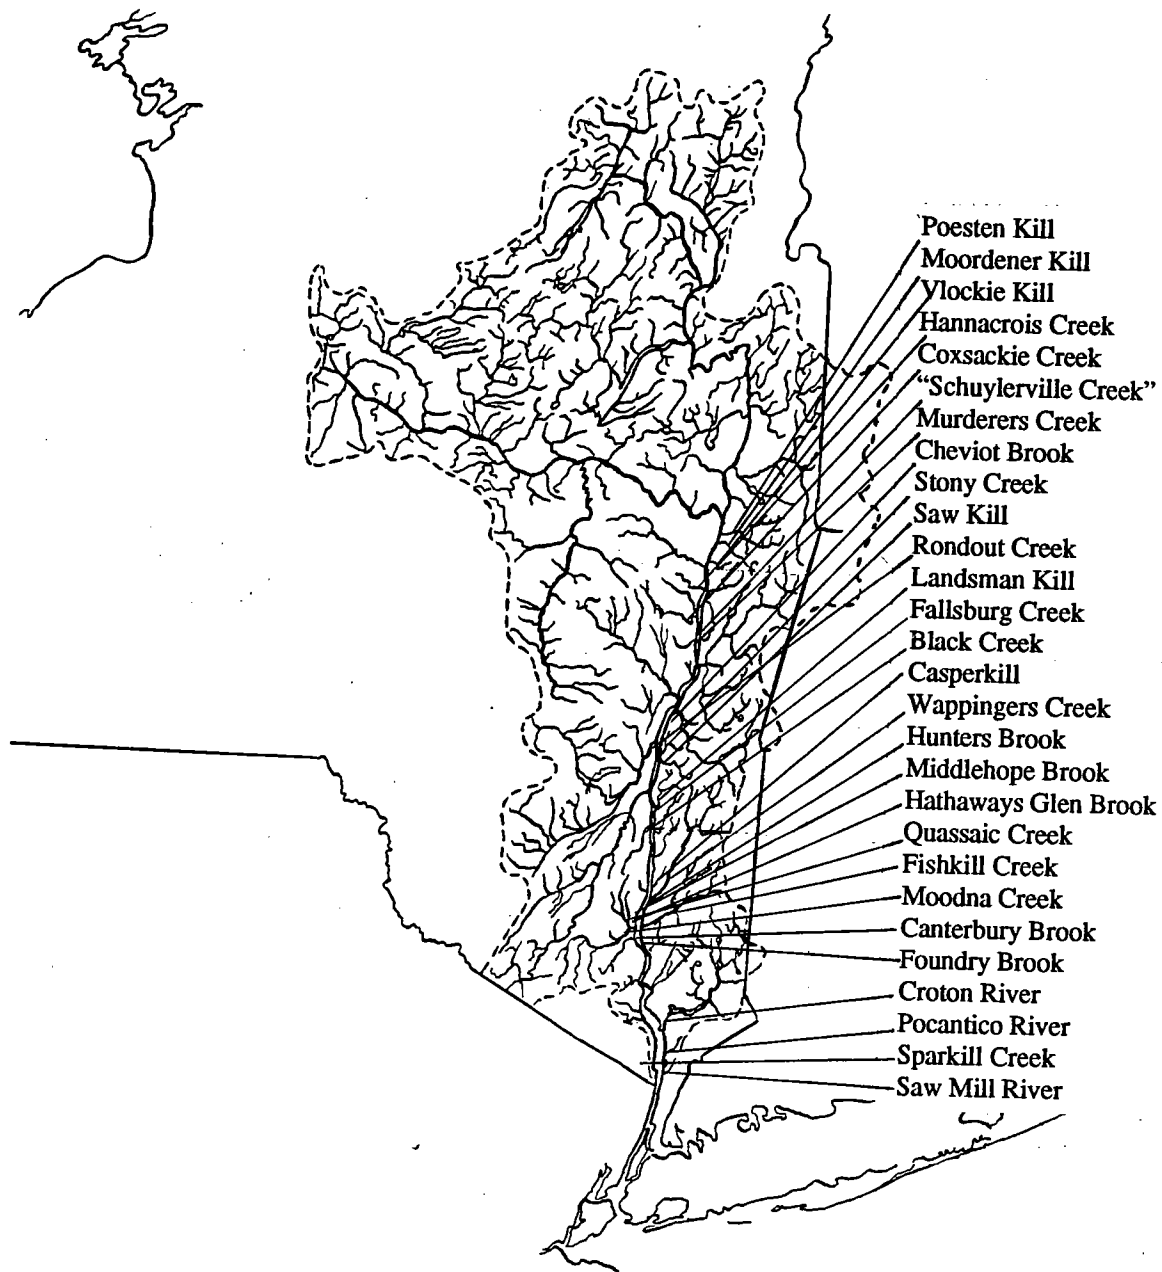 Poesten Kill
Moordener Kill
Vlockie Kill
Hannacrois Creek
Coxsackie Creek
“Schuylerville Creek”
Murderers Creek
Cheviot Brook
Stony Creek
Saw Kill
Rondout Creek
Landsman Kill
Fallsburg Creek
Black Creek
Casperkill
Wappingers Creek
Hunters Brook
Middlehope Brook
Hathaways Glen Brook
Quassaic Creek
Fishkill Creek
Moodna Creek
Canterbury Brook
Foundry Brook
Croton River
Pocantico River
Sparkill Creek
Saw Mill River